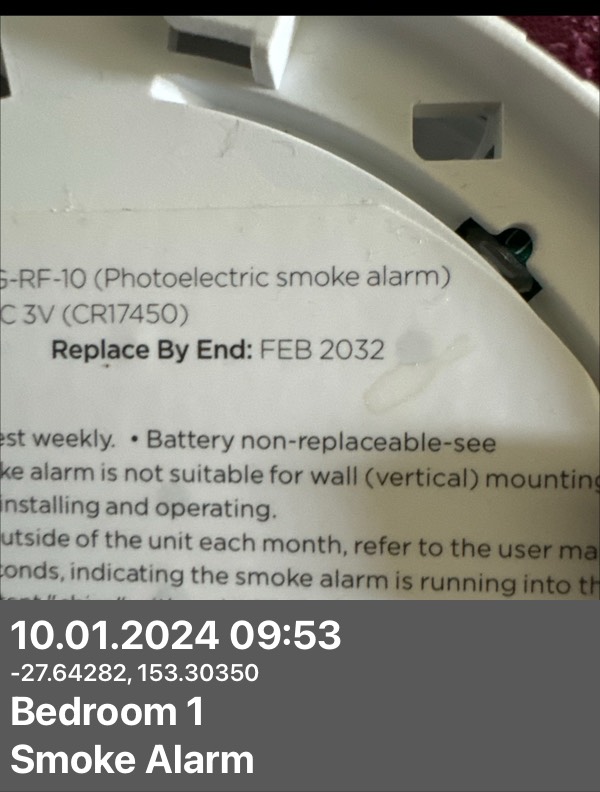 -RF-10 (Photoelectric smoke alarm)
C 3V (CR17450)
Replace By End: FEB 2032
est weekly. • Battery non-replaceable-see
ke alarm is not suitable for wall (vertical) mounting
installing and operating.
utside of the unit each month, refer to the user ma
conds, indicating the smoke alarm is running into th
10.01.2024 09:53
-27.64282, 153.30350
Bedroom 1
Smoke Alarm